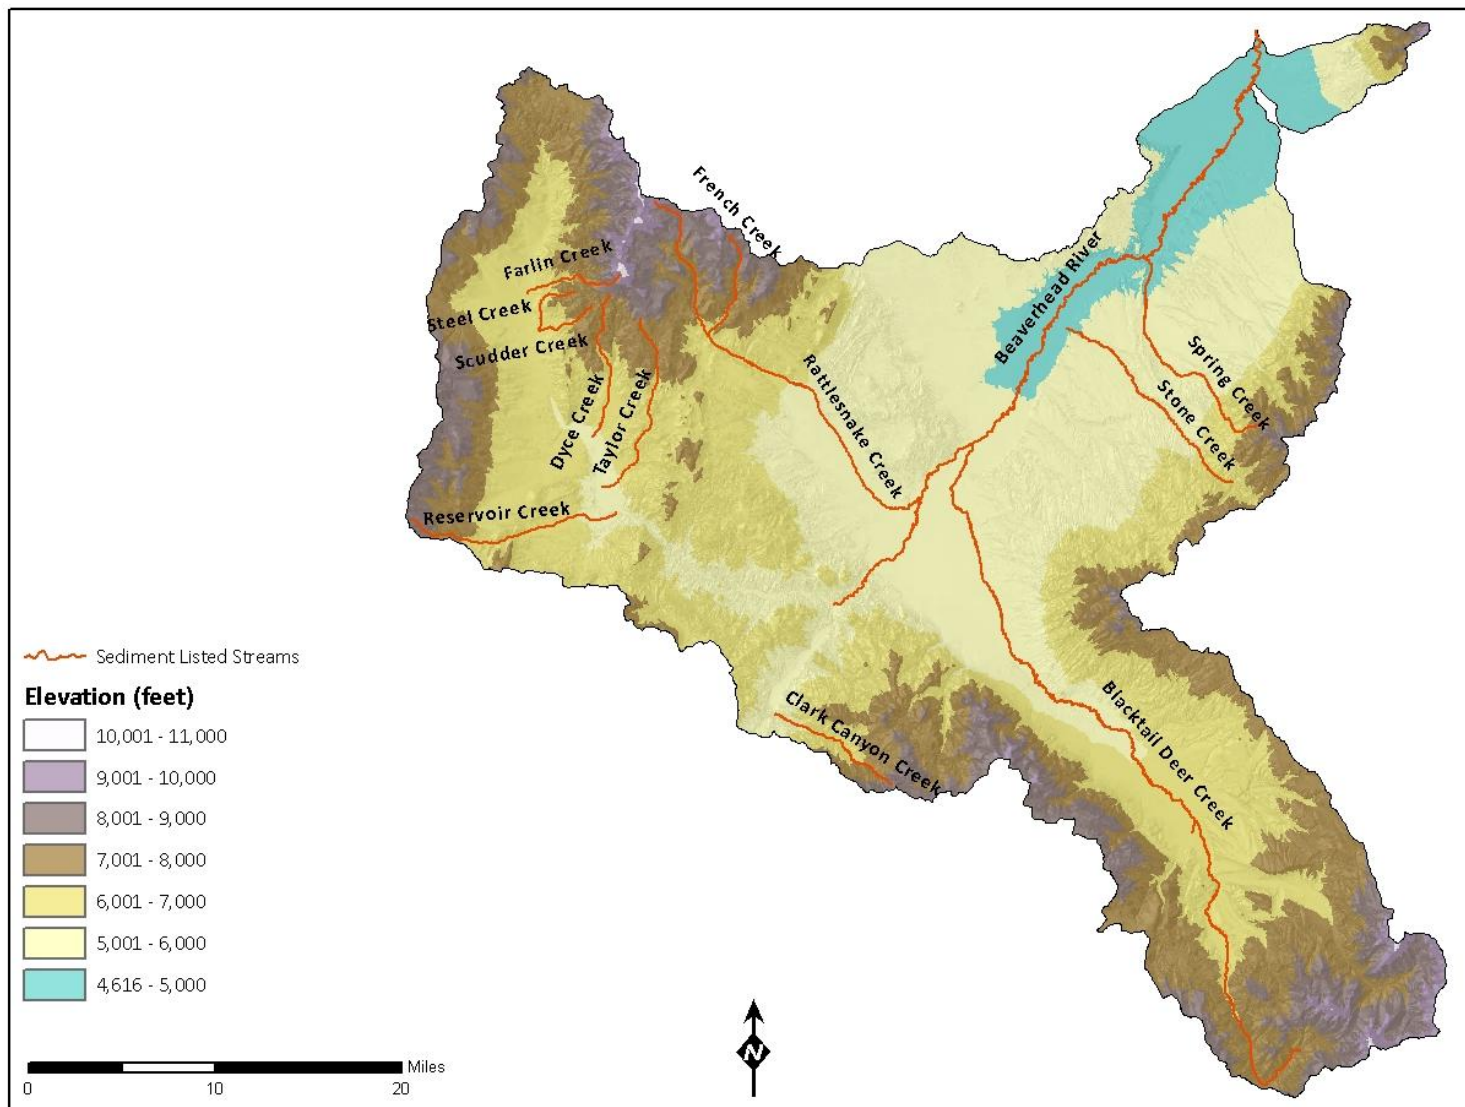 French Creek
Farlin Creek
Steel Creek
Scudder Creek
Beaverhead River
Spring Creek
Stone Creek
Rattlesnake Creek
Dyce Creek
Taylor Creek
Reservoir Creek
Clark Canyon Creek
Blacktail Deer Creek
Sediment Listed Streams
Elevation (feet)
10,001 - 11,000
9,001 - 10,000
8,001 - 9,000
7,001 - 8,000
6,001 - 7,000
5,001 - 6,000
4,616 - 5,000
N
Miles
0 10 20